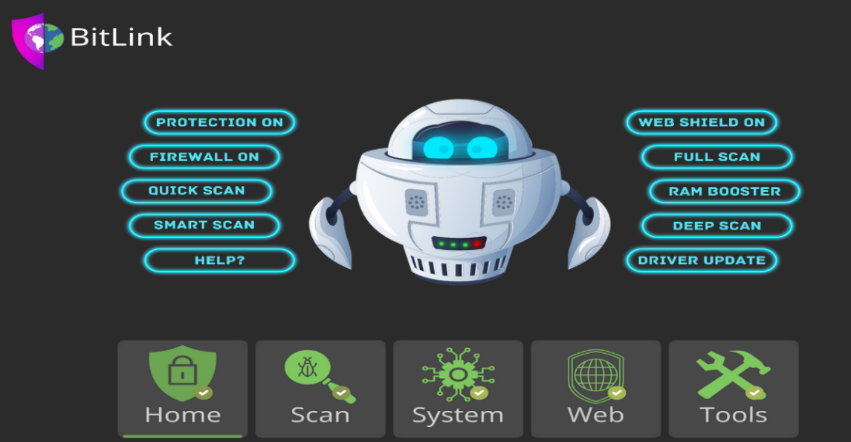 BitLink
PROTECTION ON
FIREWALL ON
QUICK SCAN
SMART SCAN
HELP?
WEB SHIELD ON
FULL SCAN
RAM BOOSTER
DEEP SCAN
DRIVER UPDATE
Home
Scan
System
Web
Tools